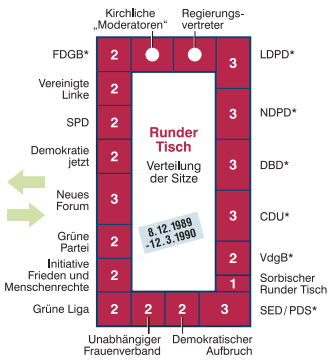 Kirchliche
„Moderatoren“
Regierungs-
vertreter
FDGB*
2
3
LDPD*
Vereinigte
Linke
2
3
NDPD*
SPD
2
Runder
Tisch
Verteilung
der Sitze
8.12.1989
-12.3.1990
Demokratie
jetzt
2
3
DBD*
Neues
Forum
3
3
CDU*
Grüne
Partei
2
2
VdgB*
Initiative
Frieden und
Menschenrechte
2
1
Sorbischer
Runder Tisch
Grüne Liga
2
2
2
3
SED/PDS*
Unabhängiger
Frauenverband
Demokratischer
Aufbruch